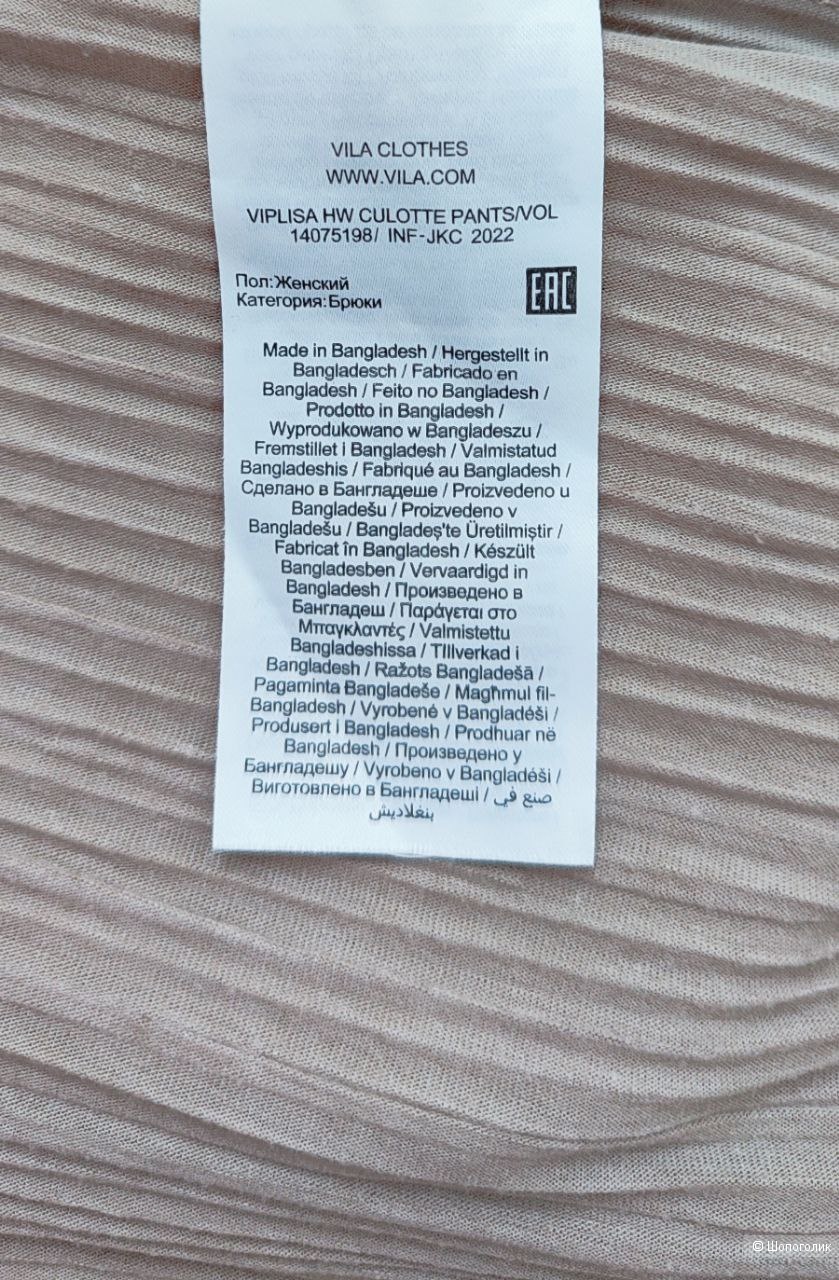 VILA CLOTHES
WWW.VILA.COM
VIPLISA HW CULOTTE PANTS/VOL
14075198/ INF-JKC 2022
Пол:Женский
Категория:Брюки
EAC
Made in Bangladesh / Hergestellt in
Bangladesch / Fabricado en
Bangladesh / Feito no Bangladesh /
Prodotto in Bangladesh /
Wyprodukowano w Bangladeszu /
Fremstillet i Bangladesh / Valmistatud
Bangladeshis / Fabriqué au Bangladesh /
Сделано в Бангладеше / Proizvedeno u
Bangladešu / Proizvedeno v
Bangladešu / Bangladeş'te Üretilmiştir /
Fabricat în Bangladesh / Készült
Bangladesben / Vervaardigd in
Bangladesh / Произведено в
Бангладеш / Παράγεται στο
Μπαγκλαντές / Valmistettu
Bangladeshissa / TIllverkad i
Bangladesh / Ražots Bangladešā /
Pagaminta Bangladeše / Magħmul fil-
Bangladesh / Vyrobené v Bangladéši /
Produsert i Bangladesh / Prodhuar në
Bangladesh / Произведено у
Бангладешу / Vyrobeno v Bangladéši /
Виготовлено в Бангладеші / صنع في
بنغلاديش
© Шопоголик